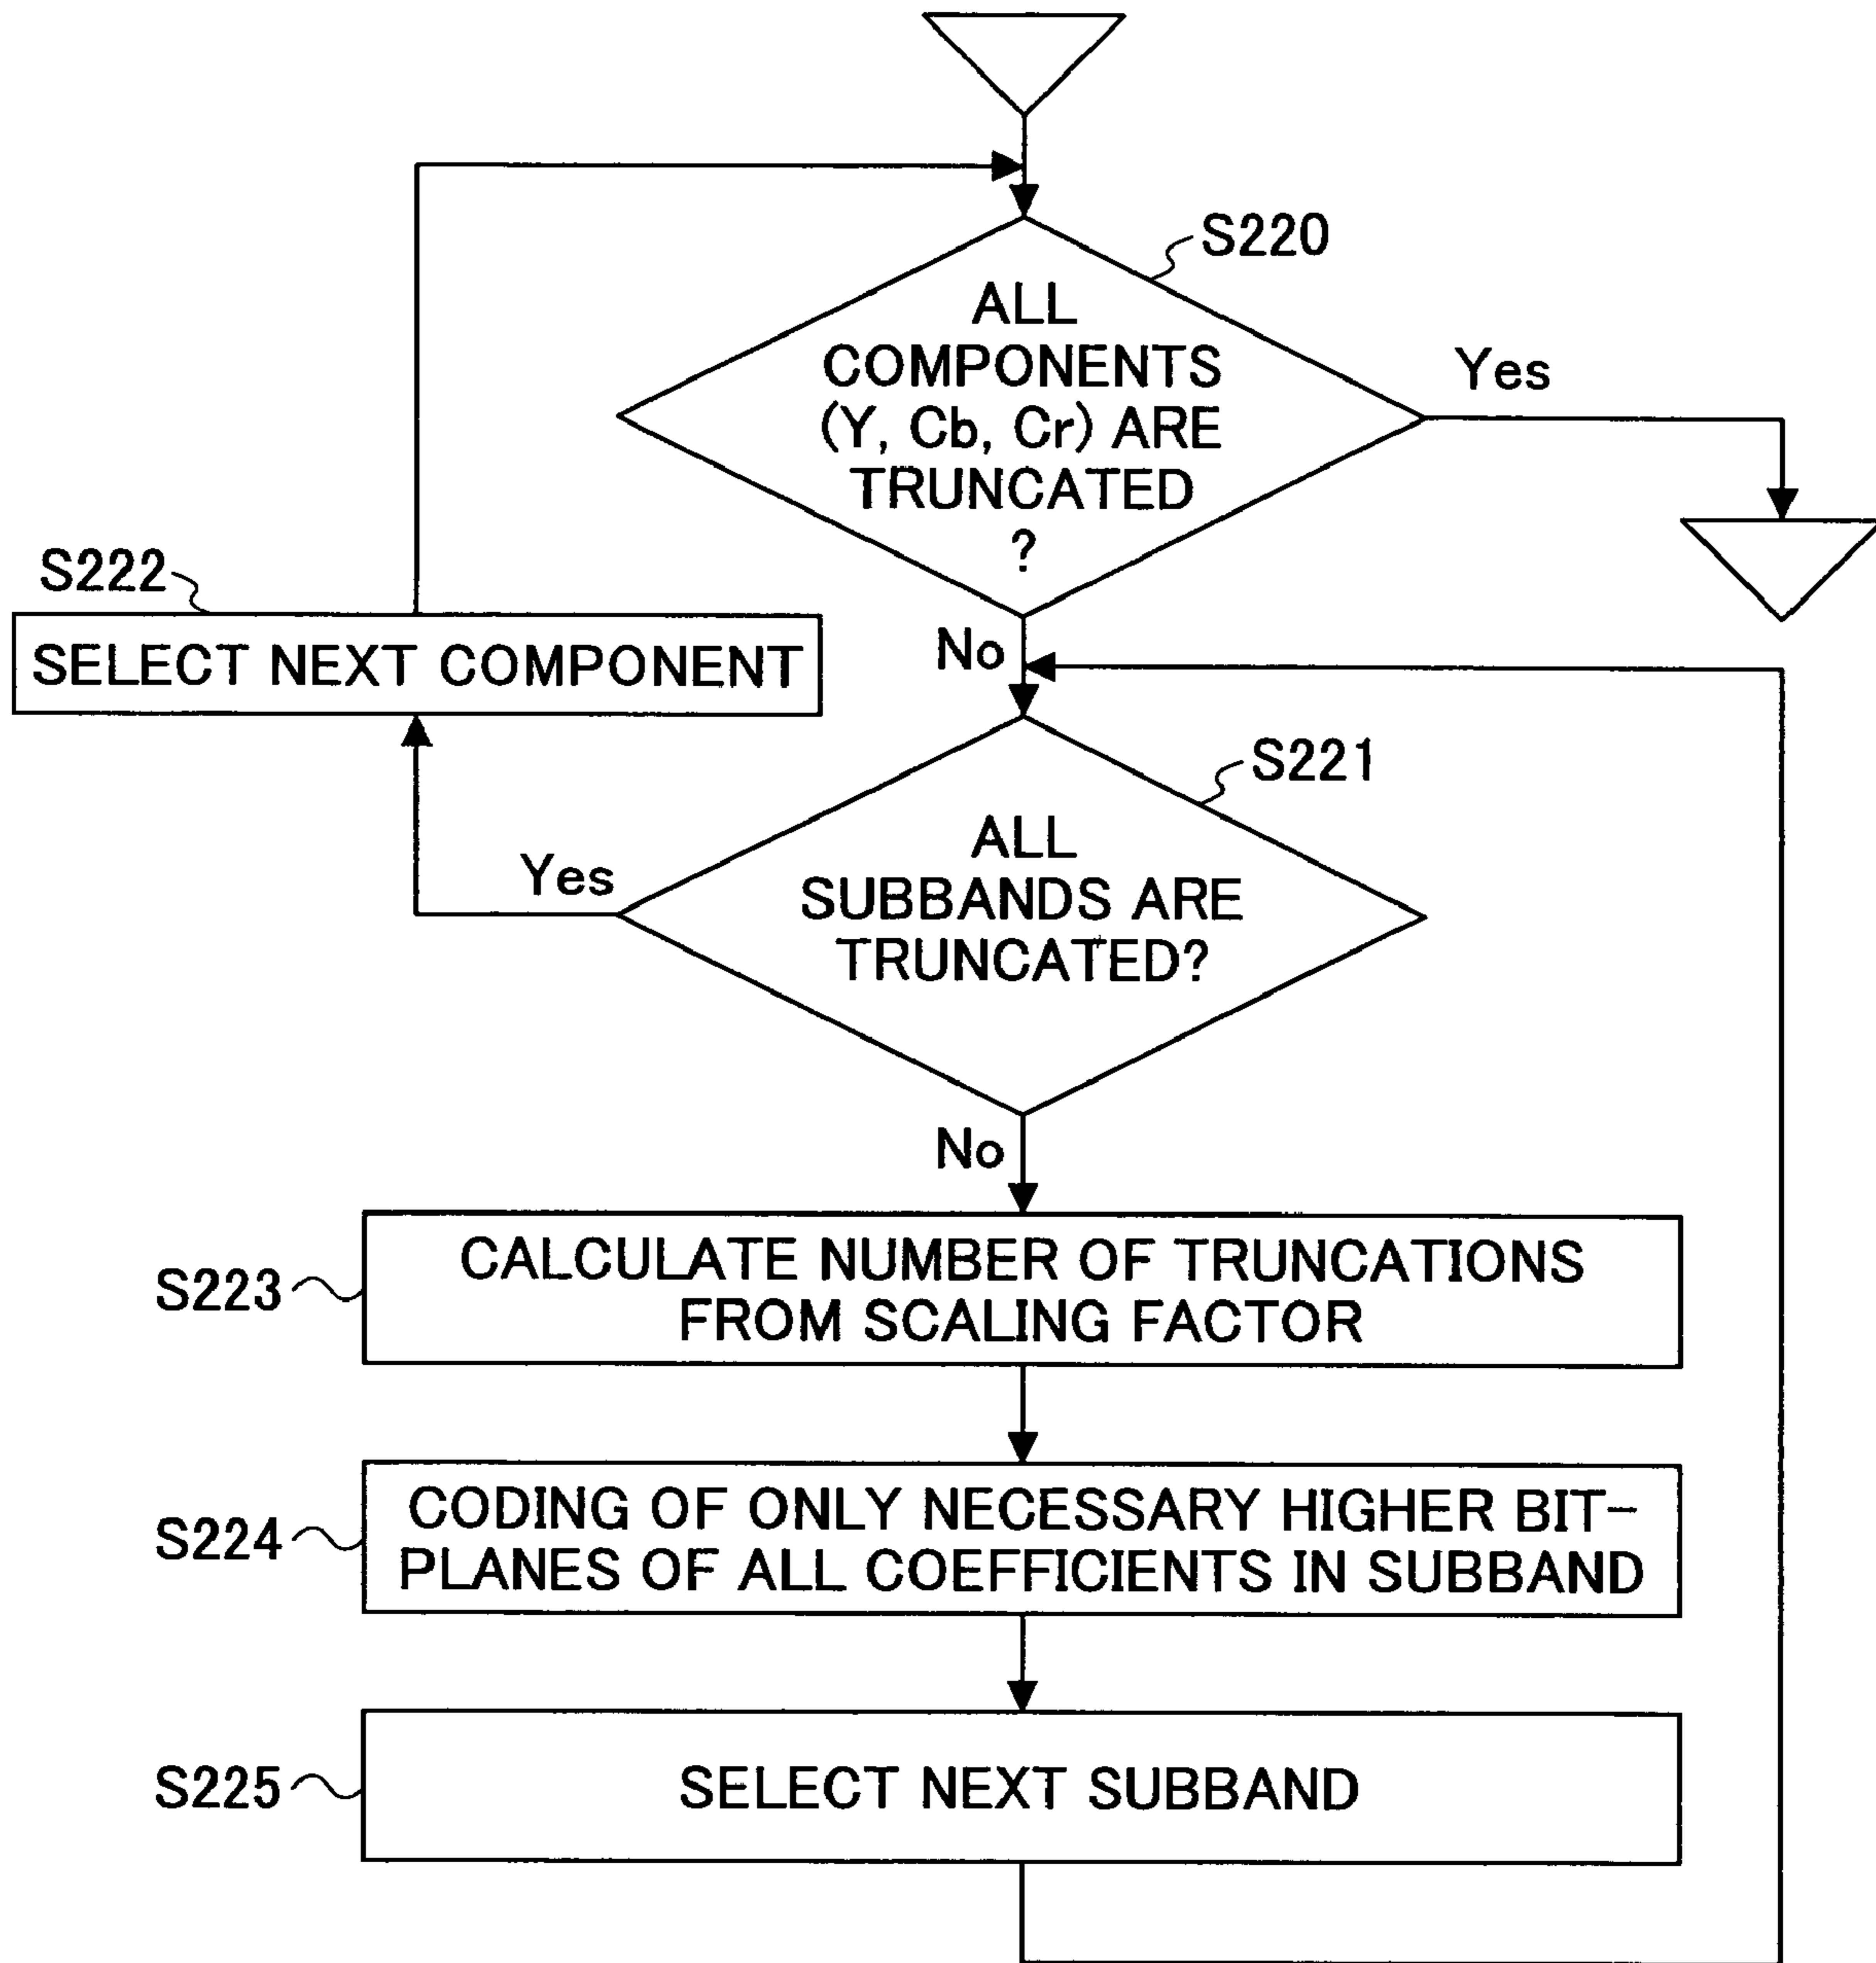 S220
ALL
COMPONENTS
(Y, Cb, Cr) ARE
TRUNCATED
?
Yes
S222
SELECT NEXT COMPONENT
No
S221
ALL
SUBBANDS ARE
TRUNCATED?
Yes
No
S223
CALCULATE NUMBER OF TRUNCATIONS
FROM SCALING FACTOR
S224
CODING OF ONLY NECESSARY HIGHER BIT-
PLANES OF ALL COEFFICIENTS IN SUBBAND
S225
SELECT NEXT SUBBAND